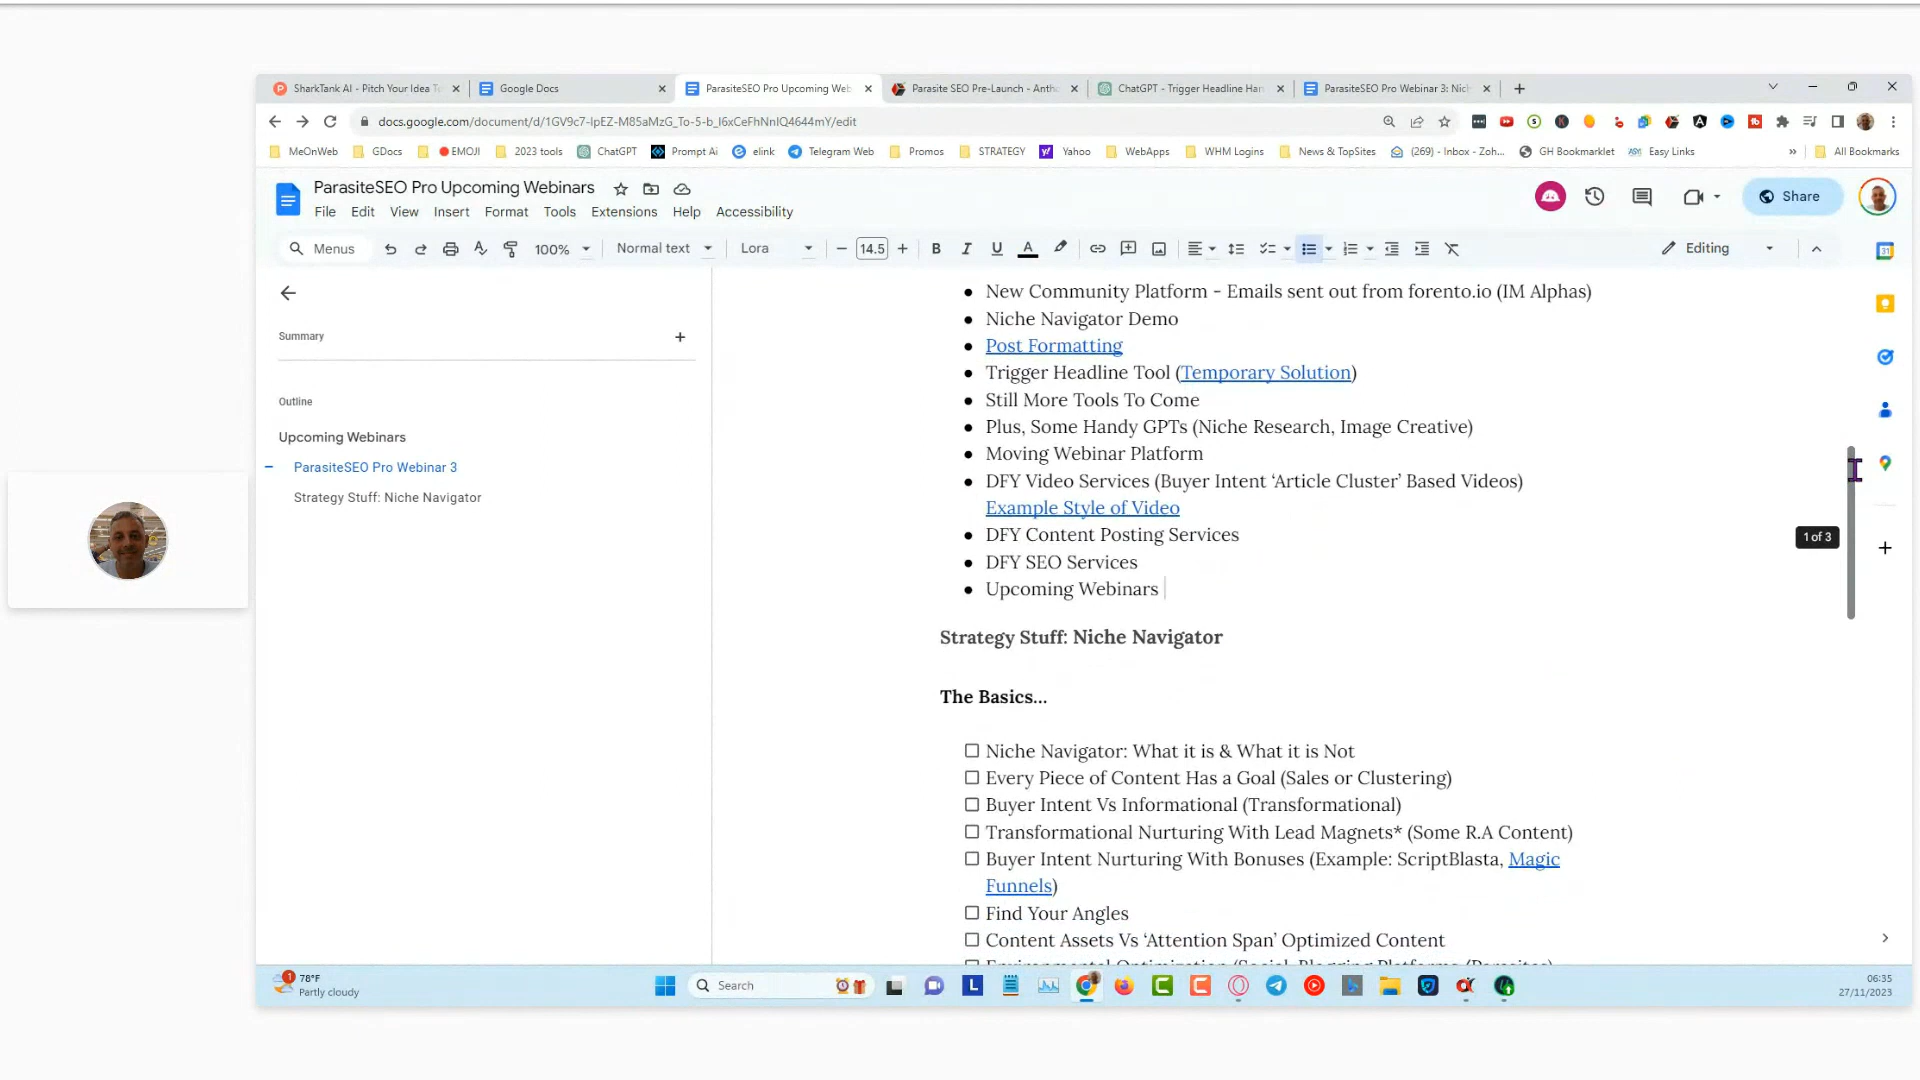 SharkTank AI - Pitch Your Idea T
Google Docs
ParasiteSEO Pro Upcoming Web
Parasite SEO Pre-Launch - Anth
ChatGPT - Trigger Headline Han
ParasiteSEO Pro Webinar 3: Nic
docs.google.com/document/d/1GV9c7-IpEZ-M85aMzG_To-5-b_I6xCeFhNnIQ4644mY/edit
MeOnWeb
GDocs
EMOJI
2023 tools
ChatGPT
Prompt Ai
elink
Telegram Web
Promos
STRATEGY
Yahoo
WebApps
WHM Logins
News & TopSites
(269) - Inbox - Zoh...
GH Bookmarklet
Easy Links
»
All Bookmarks
ParasiteSEO Pro Upcoming Webinars
File Edit View Insert Format Tools Extensions Help Accessibility
Share
Menus
100%
Normal text
Lora
14.5
Editing
Summary
Outline
Upcoming Webinars
ParasiteSEO Pro Webinar 3
Strategy Stuff: Niche Navigator
● New Community Platform - Emails sent out from forento.io (IM Alphas)
● Niche Navigator Demo
● Post Formatting
● Trigger Headline Tool (Temporary Solution)
● Still More Tools To Come
● Plus, Some Handy GPTs (Niche Research, Image Creative)
● Moving Webinar Platform
● DFY Video Services (Buyer Intent ‘Article Cluster’ Based Videos)
Example Style of Video
● DFY Content Posting Services
● DFY SEO Services
● Upcoming Webinars
1 of 3
Strategy Stuff: Niche Navigator
The Basics...
Niche Navigator: What it is & What it is Not
Every Piece of Content Has a Goal (Sales or Clustering)
Buyer Intent Vs Informational (Transformational)
Transformational Nurturing With Lead Magnets* (Some R.A Content)
Buyer Intent Nurturing With Bonuses (Example: ScriptBlasta, Magic
Funnels)
Find Your Angles
Content Assets Vs ‘Attention Span’ Optimized Content
Environmental Optimization (Social, Blogging Platforms (Parasites)
1
78°F
Partly cloudy
Search
06:35
27/11/2023